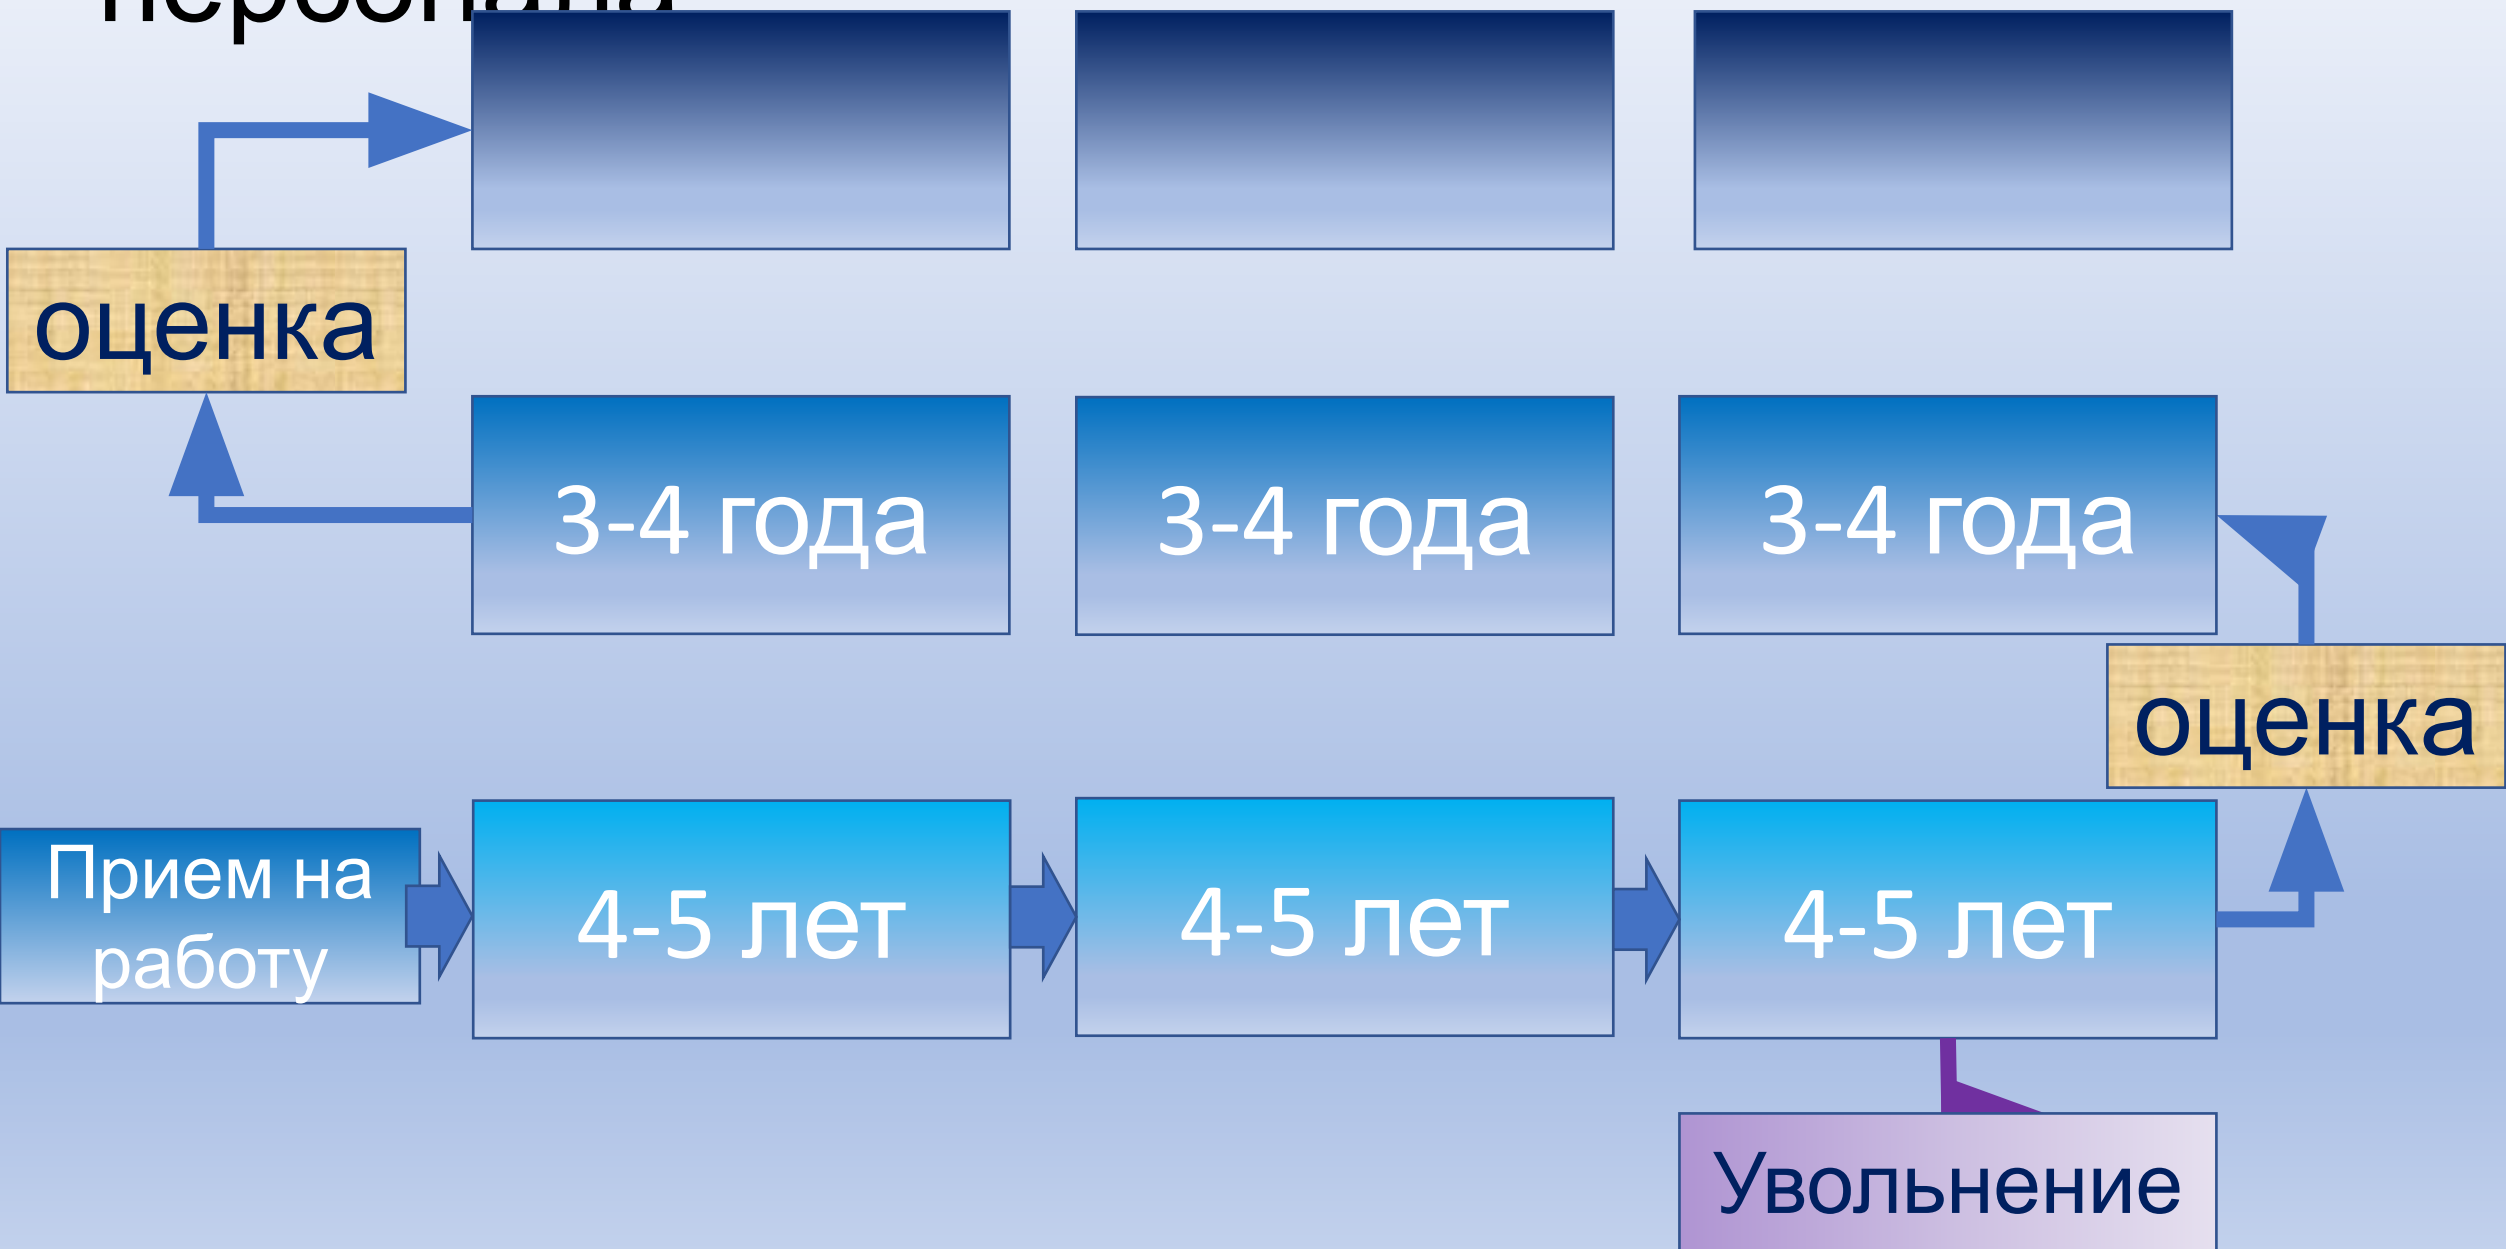 персонала
оценка
3-4 года
3-4 года
3-4 года
оценка
Прием на
работу
4-5 лет
4-5 лет
4-5 лет
Увольнение